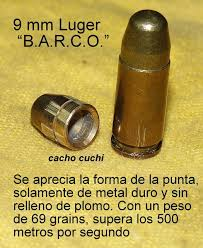 9 mm Luger
"B.A.R.C.O."
cacho cuchi
Se aprecia la forma de la punta,
solamente de metal duro y sin
relleno de plomo. Con un peso
de 69 grains, supera los 500
metros por segundo